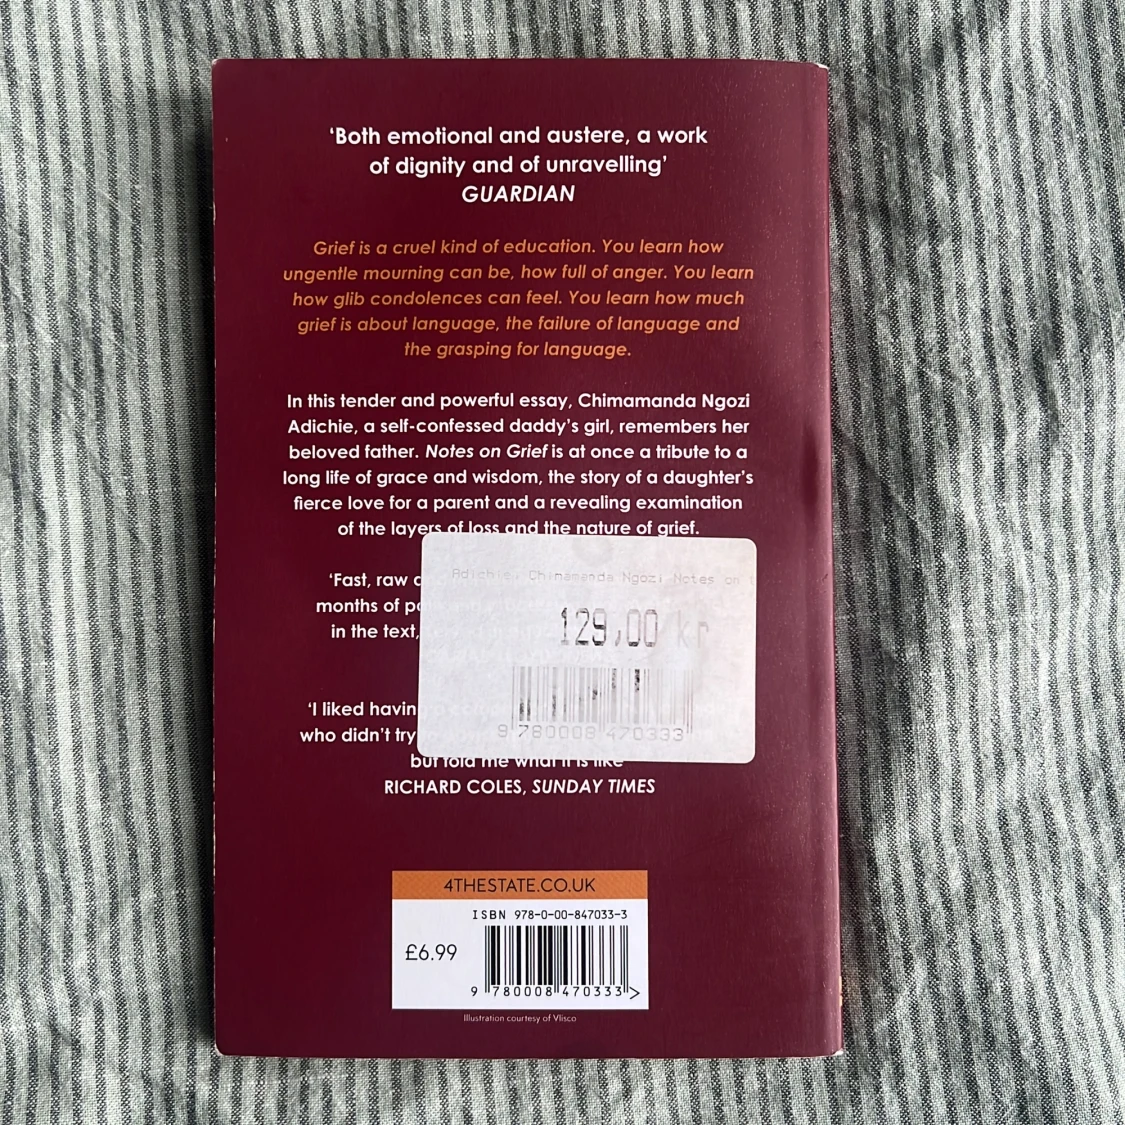 ‘Both emotional and austere, a work
of dignity and of unravelling’
GUARDIAN
Grief is a cruel kind of education. You learn how
ungentle mourning can be, how full of anger. You learn
how glib condolences can feel. You learn how much
grief is about language, the failure of language and
the grasping for language.
In this tender and powerful essay, Chimamanda Ngozi
Adichie, a self-confessed daddy’s girl, remembers her
beloved father. Notes on Grief is at once a tribute to a
long life of grace and wisdom, the story of a daughter’s
fierce love for a parent and a revealing examination
of the layers of loss and the nature of grief.
‘Fast, raw
months of
in the text,
Adichie, Chimamanda Ngozi Notes on
129,00 kr
9 780008 470333
‘I liked having
who didn’t try
but told me what it is like’
RICHARD COLES, SUNDAY TIMES
4THESTATE.CO.UK
ISBN 978-0-00-847033-3
£6.99
9 780008 470333 >
Illustration courtesy of Vlisco